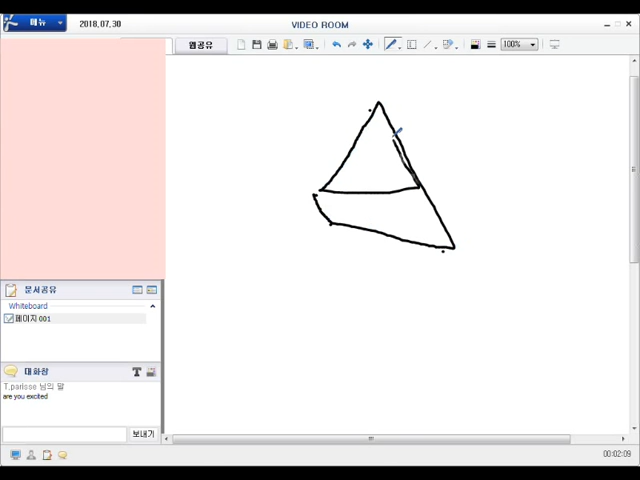 메뉴
2018.07.30
VIDEO ROOM
웹공유
100%
문서공유
Whiteboard
페이지 001
대화창
T.parisse 님의 말
are you excited
보내기
00:02:09